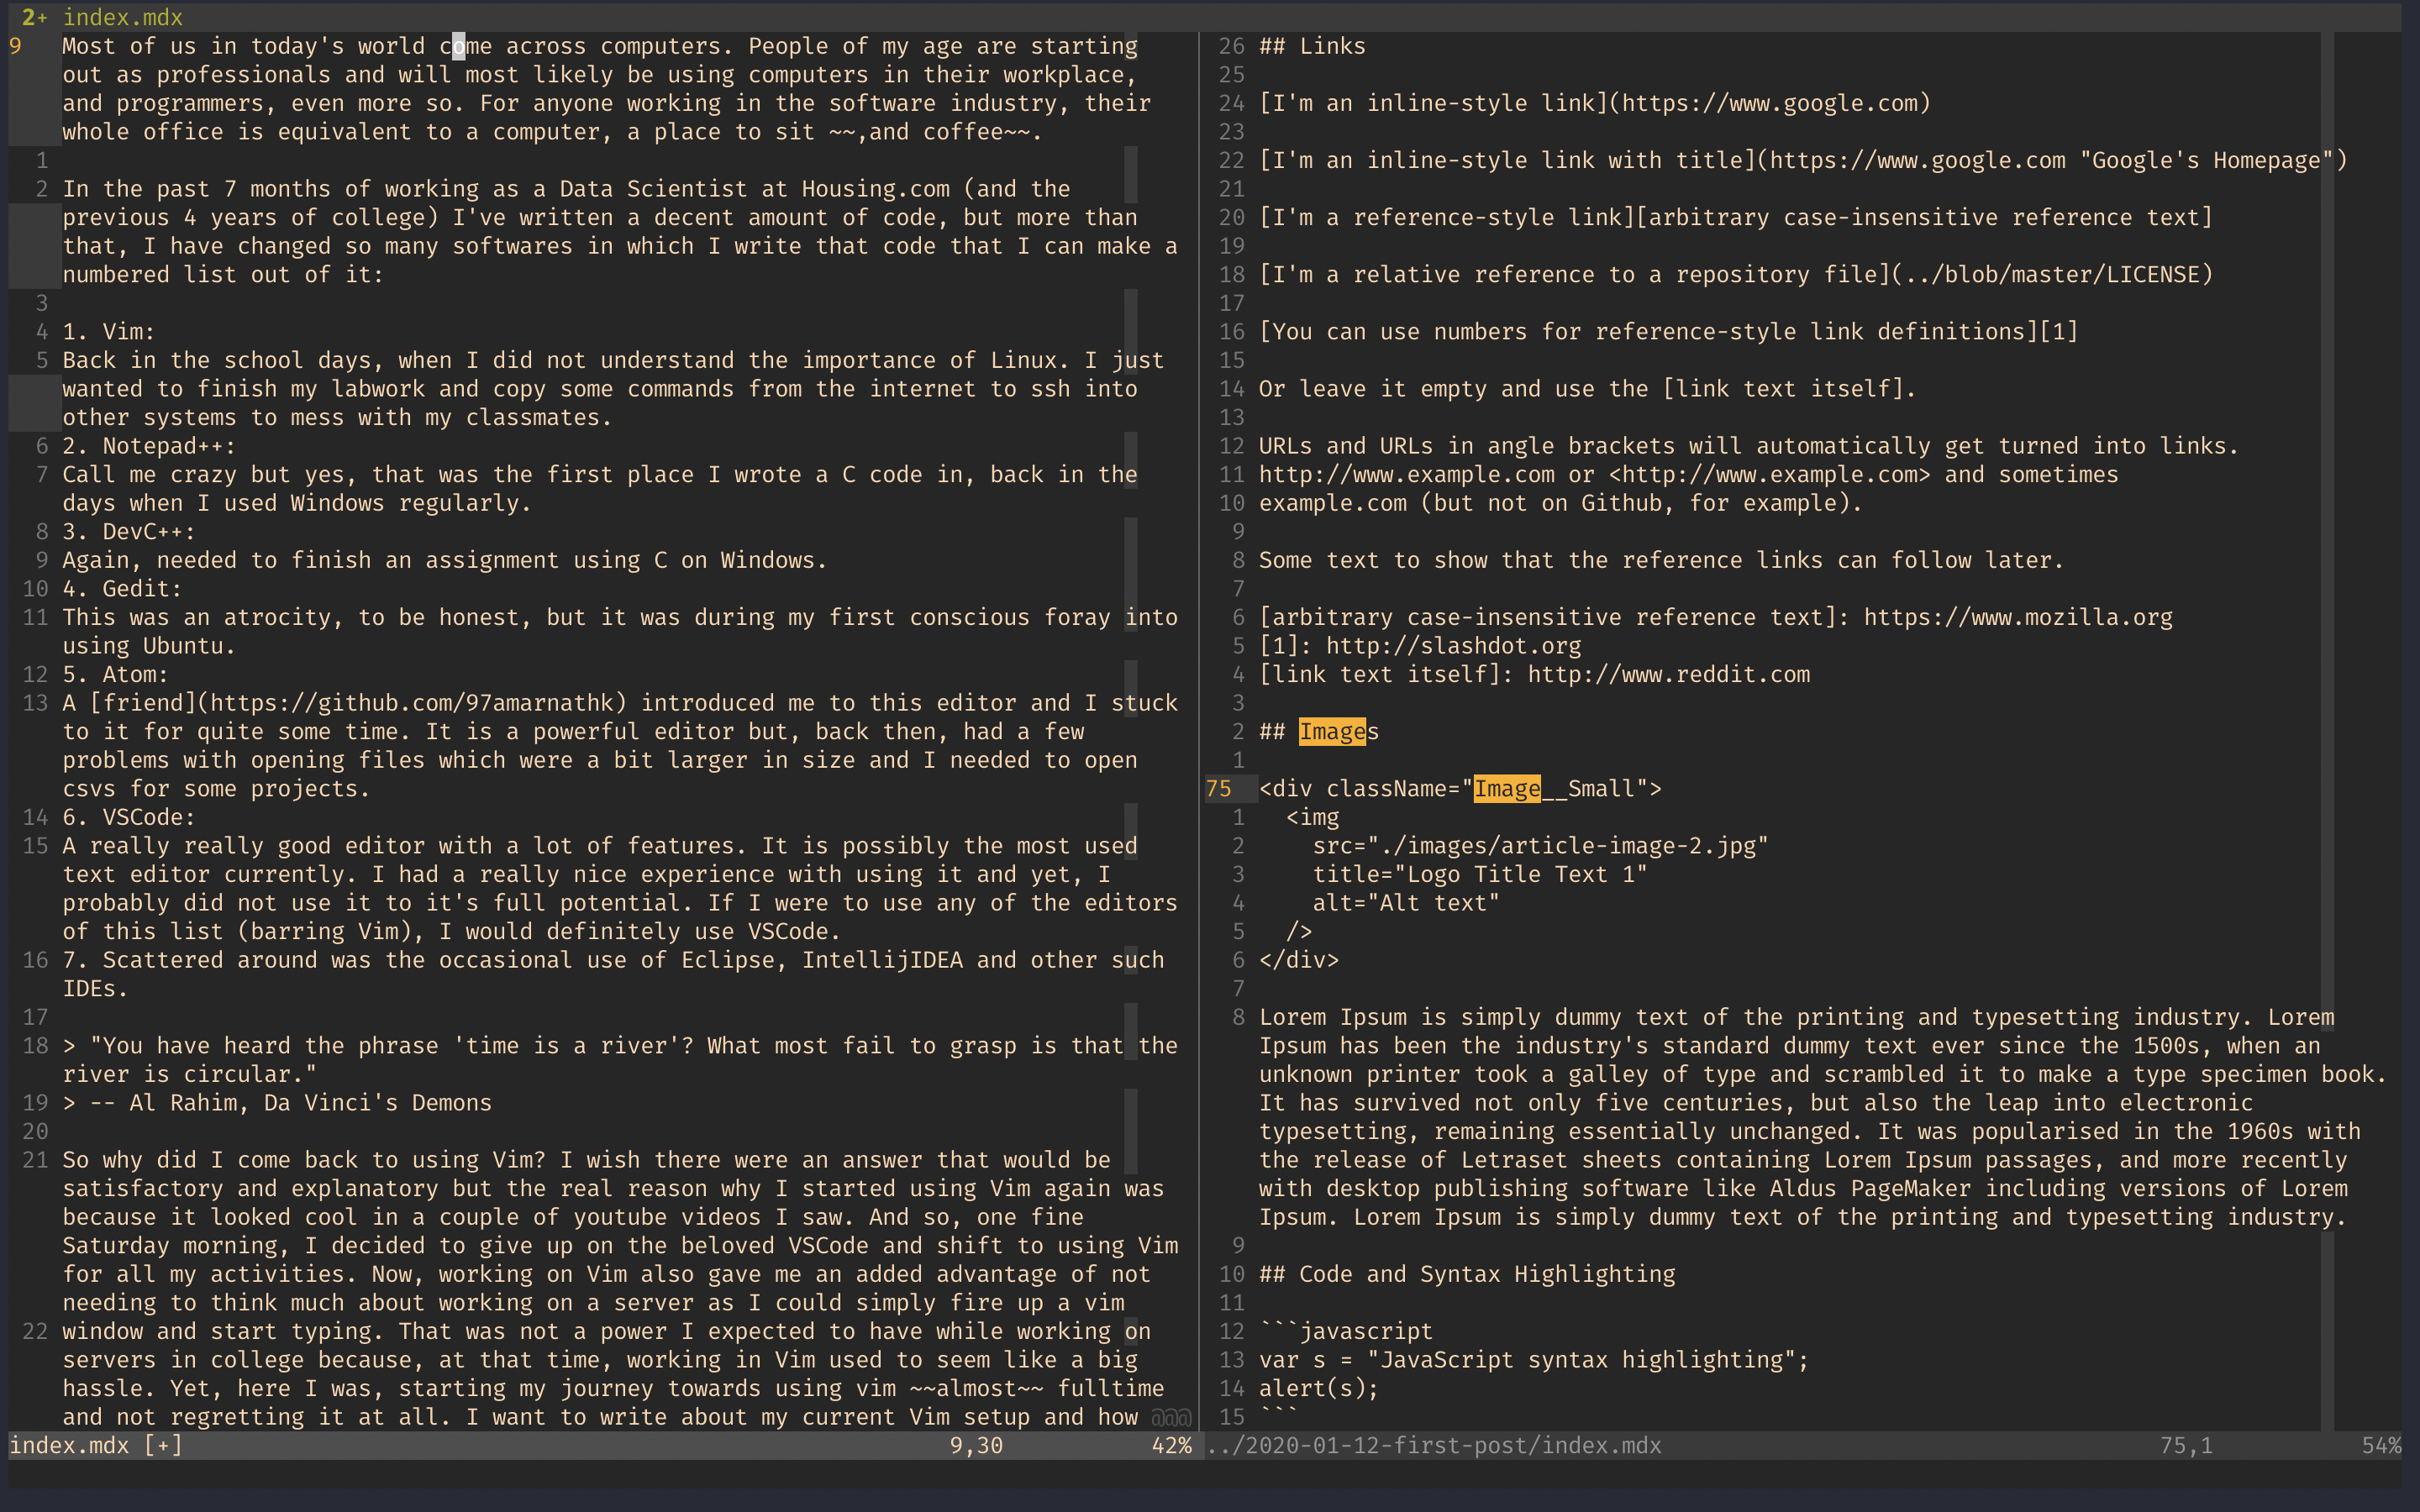 2+ index.mdx
9 Most of us in today's world come across computers. People of my age are starting
out as professionals and will most likely be using computers in their workplace,
and programmers, even more so. For anyone working in the software industry, their
whole office is equivalent to a computer, a place to sit ~~,and coffee~~.
1
2 In the past 7 months of working as a Data Scientist at Housing.com (and the
previous 4 years of college) I've written a decent amount of code, but more than
that, I have changed so many softwares in which I write that code that I can make a
numbered list out of it:
3
4 1. Vim:
5 Back in the school days, when I did not understand the importance of Linux. I just
wanted to finish my labwork and copy some commands from the internet to ssh into
other systems to mess with my classmates.
6 2. Notepad++:
7 Call me crazy but yes, that was the first place I wrote a C code in, back in the
days when I used Windows regularly.
8 3. DevC++:
9 Again, needed to finish an assignment using C on Windows.
10 4. Gedit:
11 This was an atrocity, to be honest, but it was during my first conscious foray into
using Ubuntu.
12 5. Atom:
13 A [friend](https://github.com/97amarnathk) introduced me to this editor and I stuck
to it for quite some time. It is a powerful editor but, back then, had a few
problems with opening files which were a bit larger in size and I needed to open
csvs for some projects.
14 6. VSCode:
15 A really really good editor with a lot of features. It is possibly the most used
text editor currently. I had a really nice experience with using it and yet, I
probably did not use it to it's full potential. If I were to use any of the editors
of this list (barring Vim), I would definitely use VSCode.
16 7. Scattered around was the occasional use of Eclipse, IntellijIDEA and other such
IDEs.
17
18 > "You have heard the phrase 'time is a river'? What most fail to grasp is that the
river is circular."
19 > -- Al Rahim, Da Vinci's Demons
20
21 So why did I come back to using Vim? I wish there were an answer that would be
satisfactory and explanatory but the real reason why I started using Vim again was
because it looked cool in a couple of youtube videos I saw. And so, one fine
Saturday morning, I decided to give up on the beloved VSCode and shift to using Vim
for all my activities. Now, working on Vim also gave me an added advantage of not
needing to think much about working on a server as I could simply fire up a vim
22 window and start typing. That was not a power I expected to have while working on
servers in college because, at that time, working in Vim used to seem like a big
hassle. Yet, here I was, starting my journey towards using vim ~~almost~~ fulltime
and not regretting it at all. I want to write about my current Vim setup and how @@@
index.mdx [+] 9,30 42%
26 ## Links
25
24 [I'm an inline-style link](https://www.google.com)
23
22 [I'm an inline-style link with title](https://www.google.com "Google's Homepage")
21
20 [I'm a reference-style link][arbitrary case-insensitive reference text]
19
18 [I'm a relative reference to a repository file](../blob/master/LICENSE)
17
16 [You can use numbers for reference-style link definitions][1]
15
14 Or leave it empty and use the [link text itself].
13
12 URLs and URLs in angle brackets will automatically get turned into links.
11 http://www.example.com or <http://www.example.com> and sometimes
10 example.com (but not on Github, for example).
9
8 Some text to show that the reference links can follow later.
7
6 [arbitrary case-insensitive reference text]: https://www.mozilla.org
5 [1]: http://slashdot.org
4 [link text itself]: http://www.reddit.com
3
2 ## Images
1
75 <div className="Image__Small">
1 <img
2 src="./images/article-image-2.jpg"
3 title="Logo Title Text 1"
4 alt="Alt text"
5 />
6 </div>
7
8 Lorem Ipsum is simply dummy text of the printing and typesetting industry. Lorem
Ipsum has been the industry's standard dummy text ever since the 1500s, when an
unknown printer took a galley of type and scrambled it to make a type specimen book.
It has survived not only five centuries, but also the leap into electronic
typesetting, remaining essentially unchanged. It was popularised in the 1960s with
the release of Letraset sheets containing Lorem Ipsum passages, and more recently
with desktop publishing software like Aldus PageMaker including versions of Lorem
Ipsum. Lorem Ipsum is simply dummy text of the printing and typesetting industry.
9
10 ## Code and Syntax Highlighting
11
12 ```javascript
13 var s = "JavaScript syntax highlighting";
14 alert(s);
15 ```
../2020-01-12-first-post/index.mdx 75,1 54%